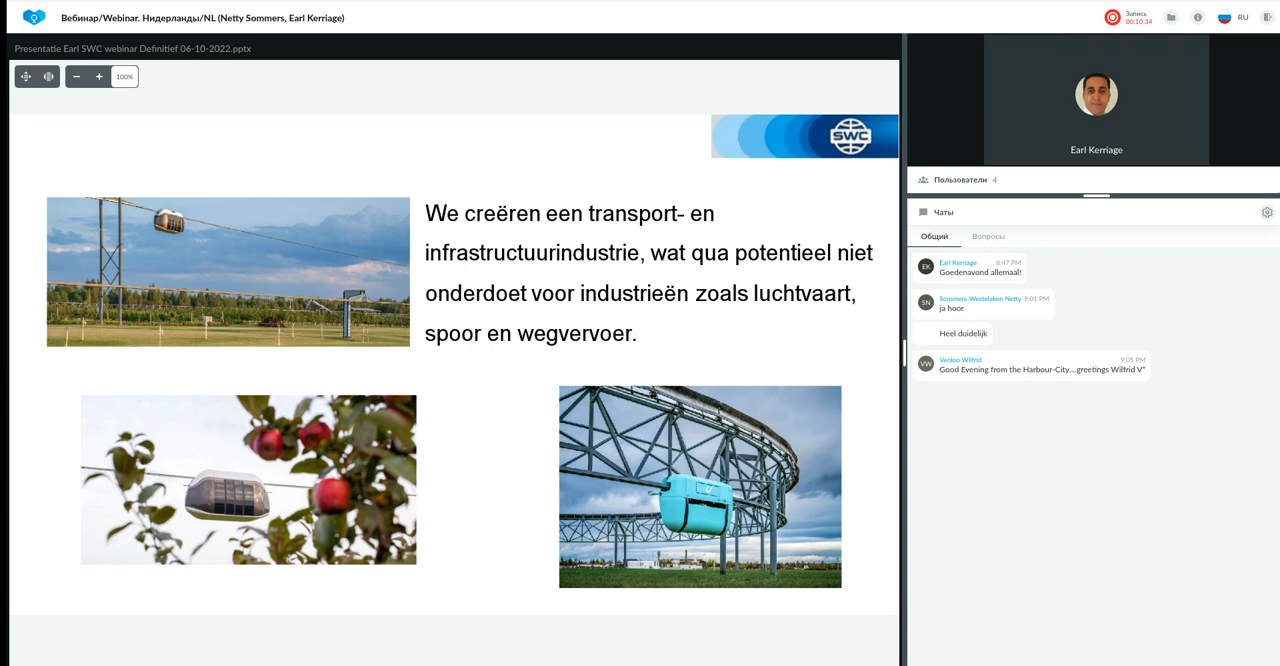 Вебинар/Webinar. Нидерланды/NL (Netty Sommers, Earl Kerriage)
Запись
00:10:34
RU
Presentatie Earl SWC webinar Definitief 06-10-2022.pptx
100%
SWC
We creëren een transport- en
infrastructuurindustrie, wat qua potentieel niet
onderdoet voor industrieën zoals luchtvaart,
spoor en wegvervoer.
Earl Kerriage
Пользователи 4
Чаты
Общий Вопросы
EK Earl Kerriage 8:47 PM
Goedenavond allemaal!
SN Sommers-Westelaken Netty 9:01 PM
ja hoor
Heel duidelijk
VW Venloo Wilfrid 9:05 PM
Good Evening from the Harbour-City....greetings Wilfrid V"